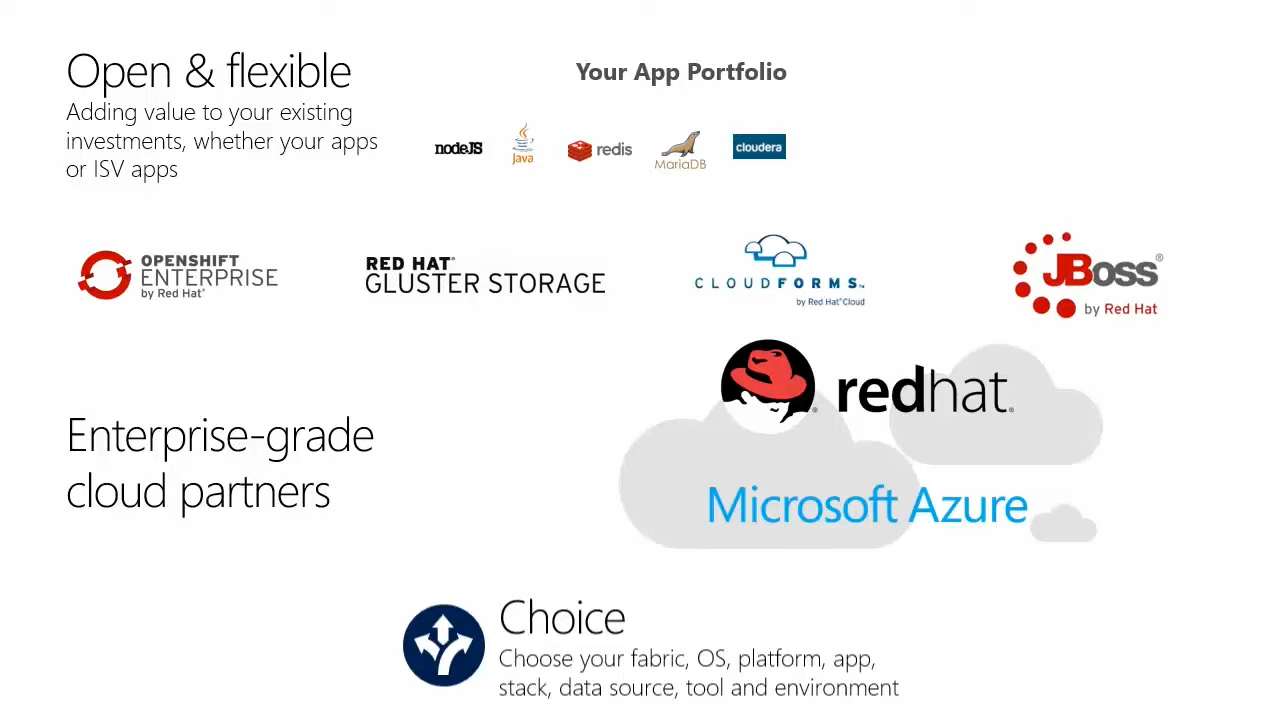 Open & flexible
Adding value to your existing
investments, whether your apps
or ISV apps
Your App Portfolio
nodeJS
Java
redis
MariaDB
cloudera
OPENSHIFT
ENTERPRISE
by Red Hat®
RED HAT®
GLUSTER STORAGE
CLOUDFORMS™
by Red Hat® Cloud
JBoss®
by Red Hat
redhat®
Enterprise-grade
cloud partners
Microsoft Azure
Choice
Choose your fabric, OS, platform, app,
stack, data source, tool and environment